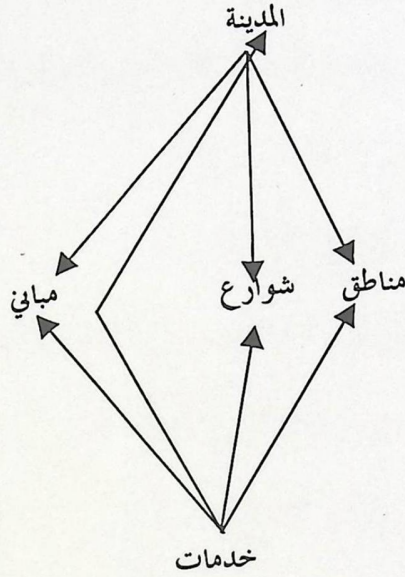 المدينة
مناطق
شوارع
مباني
خدمات